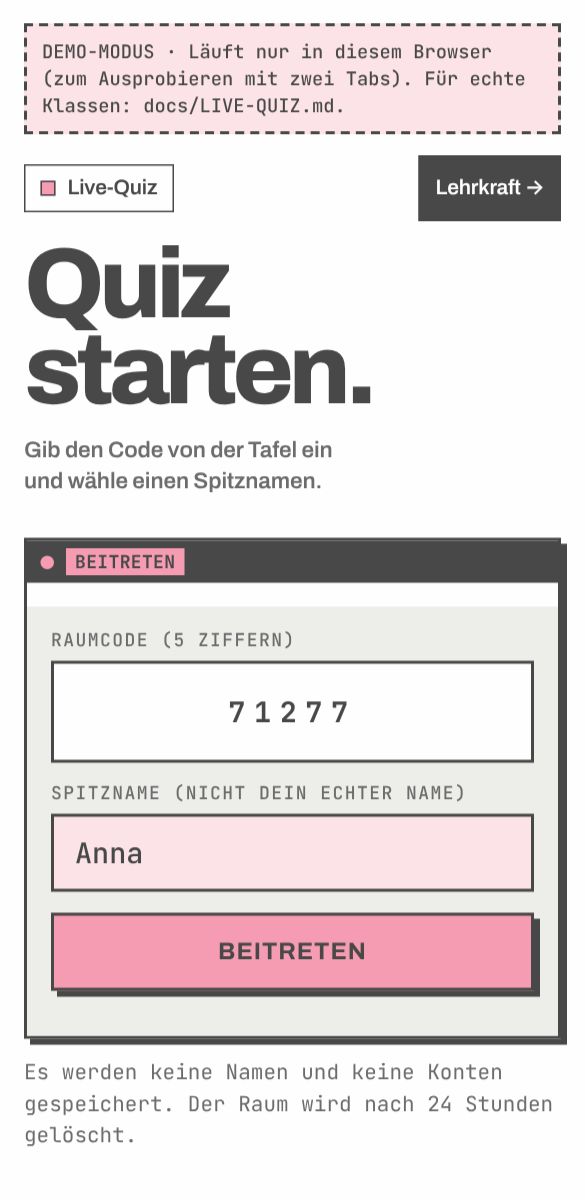 DEMO-MODUS · Läuft nur in diesem Browser
(zum Ausprobieren mit zwei Tabs). Für echte
Klassen: docs/LIVE-QUIZ.md.
Live-Quiz
Lehrkraft →
Quiz
starten.
Gib den Code von der Tafel ein
und wähle einen Spitznamen.
BEITRETEN
RAUMCODE (5 ZIFFERN)
71277
SPITZNAME (NICHT DEIN ECHTER NAME)
Anna
BEITRETEN
Es werden keine Namen und keine Konten
gespeichert. Der Raum wird nach 24 Stunden
gelöscht.